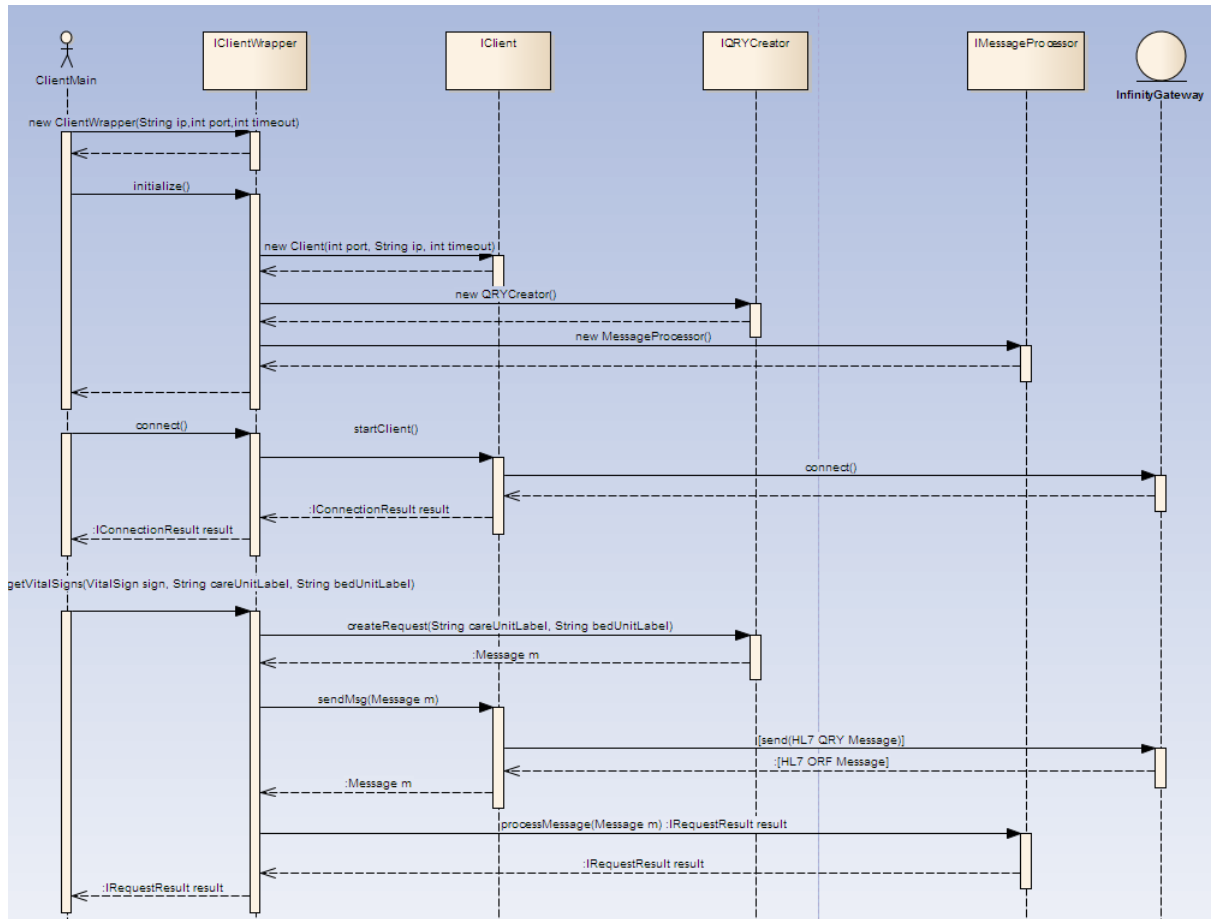 IClientWrapper
IClient
IQRYCreator
IMessageProcessor
ClientMain
InfinityGateway
new ClientWrapper(String ip,int port,int timeout)
initialize()
new Client(int port, String ip, int timeout)
new QRYCreator()
new MessageProcessor()
connect()
startClient()
connect()
:IConnectionResult result
:IConnectionResult result
getVitalSigns(VitalSign sign, String careUnitLabel, String bedUnitLabel)
createRequest(String careUnitLabel, String bedUnitLabel)
:Message m
sendMsg(Message m)
[send(HL7 QRY Message)]
:[HL7 ORF Message]
:Message m
processMessage(Message m) :IRequestResult result
:IRequestResult result
:IRequestResult result